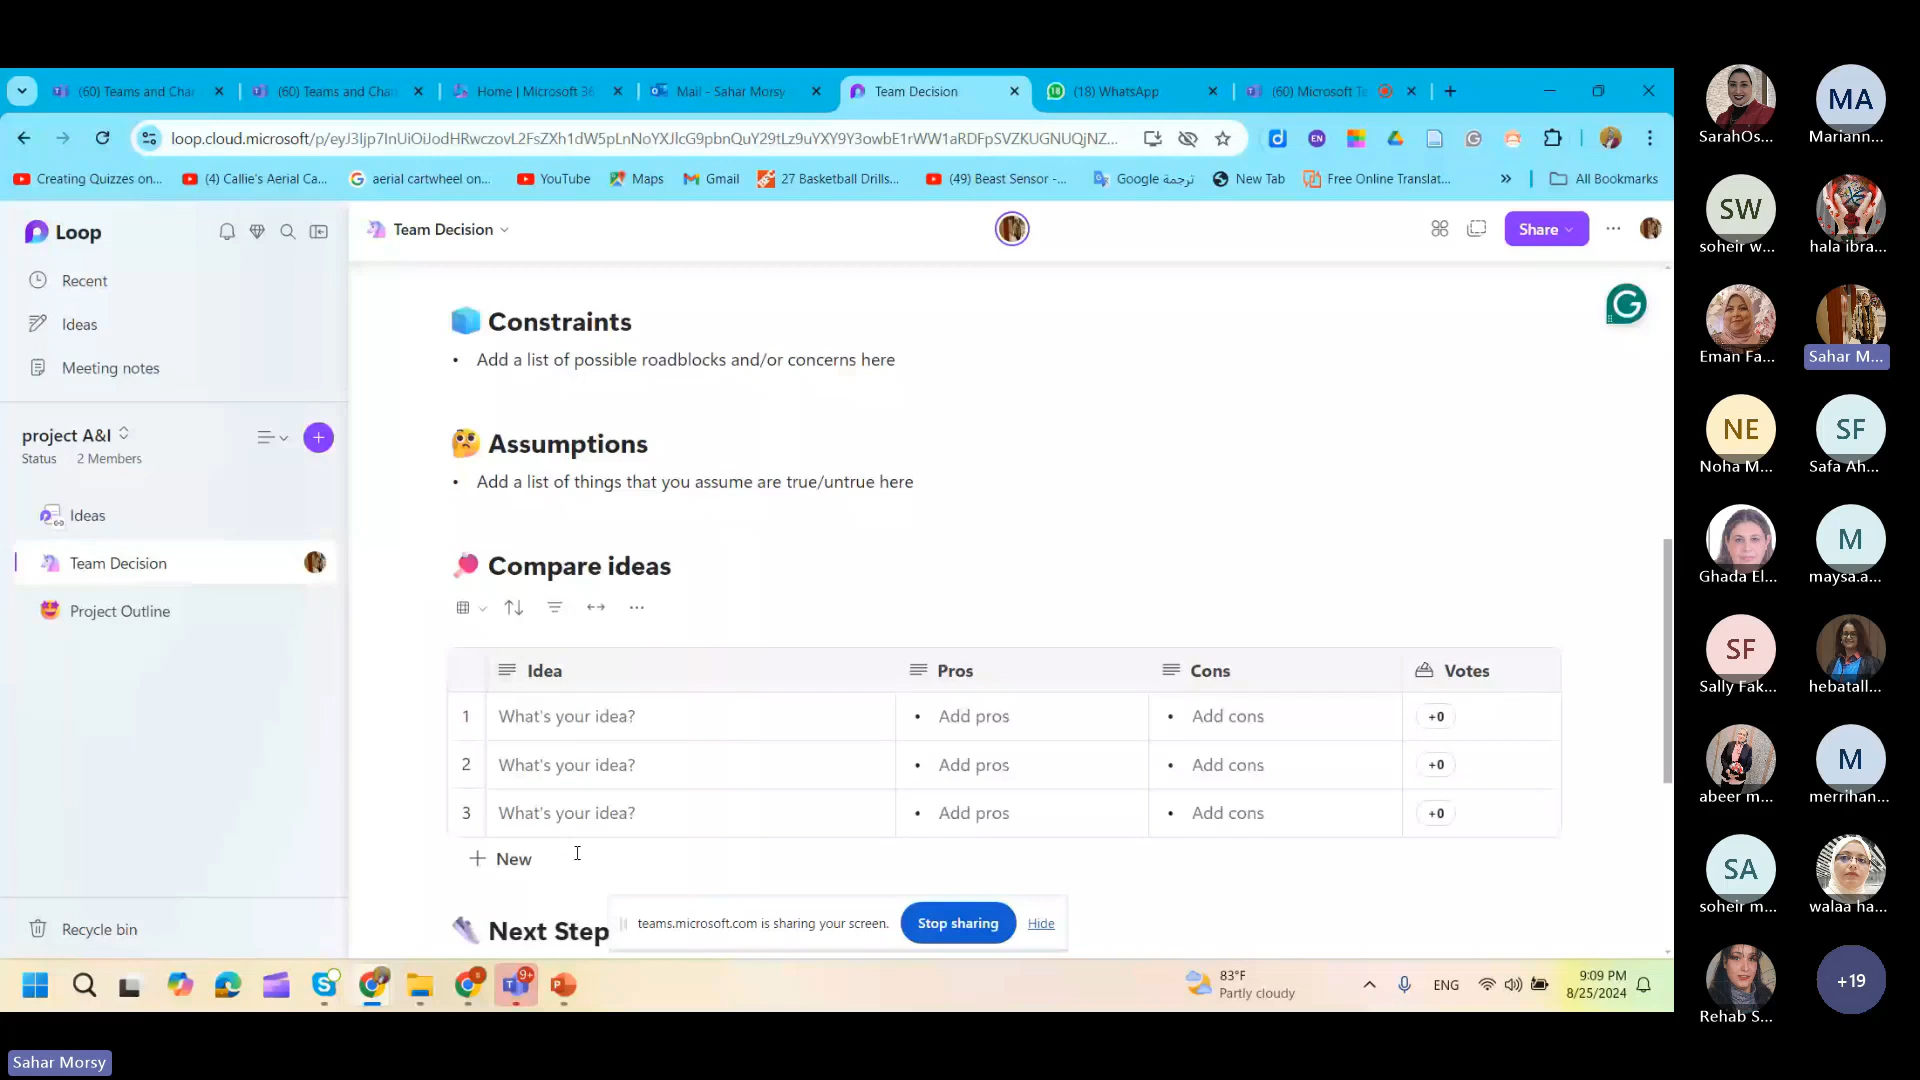 (60) Teams and Cha
(60) Teams and Cha
Home | Microsoft 36
Mail - Sahar Morsy
Team Decision
(18) WhatsApp
(60) Microsoft Te
loop.cloud.microsoft/p/eyJ3Ijp7InUiOiJodHRwczovL2FsZXh1dW5pLnNoYXJlcG9pbnQuY29tLz9uYXY9Y3owbE1rWW1aRDFpSVZKUGNUQjNZ...
Creating Quizzes on...
(4) Callie's Aerial Ca...
aerial cartwheel on...
YouTube
Maps
Gmail
27 Basketball Drills...
(49) Beast Sensor -...
Google ترجمة
New Tab
Free Online Translat...
All Bookmarks
Loop
Recent
Ideas
Meeting notes
project A&I
Status 2 Members
Ideas
Team Decision
Project Outline
Recycle bin
Team Decision
Share
Constraints
• Add a list of possible roadblocks and/or concerns here
Assumptions
• Add a list of things that you assume are true/untrue here
Compare ideas
Idea Pros Cons Votes
1 What's your idea? • Add pros • Add cons +0
2 What's your idea? • Add pros • Add cons +0
3 What's your idea? • Add pros • Add cons +0
+ New
Next Step
teams.microsoft.com is sharing your screen. Stop sharing Hide
83°F
Partly cloudy
ENG
9:09 PM
8/25/2024
9+
SarahOs...
MA
Mariann...
SW
soheir w...
hala ibra...
Eman Fa...
Sahar M...
NE
Noha M...
SF
Safa Ah...
Ghada El...
M
maysa.a...
SF
Sally Fak...
hebatall...
abeer m...
M
merrihan...
SA
soheir m...
walaa ha...
Rehab S...
+19
Sahar Morsy